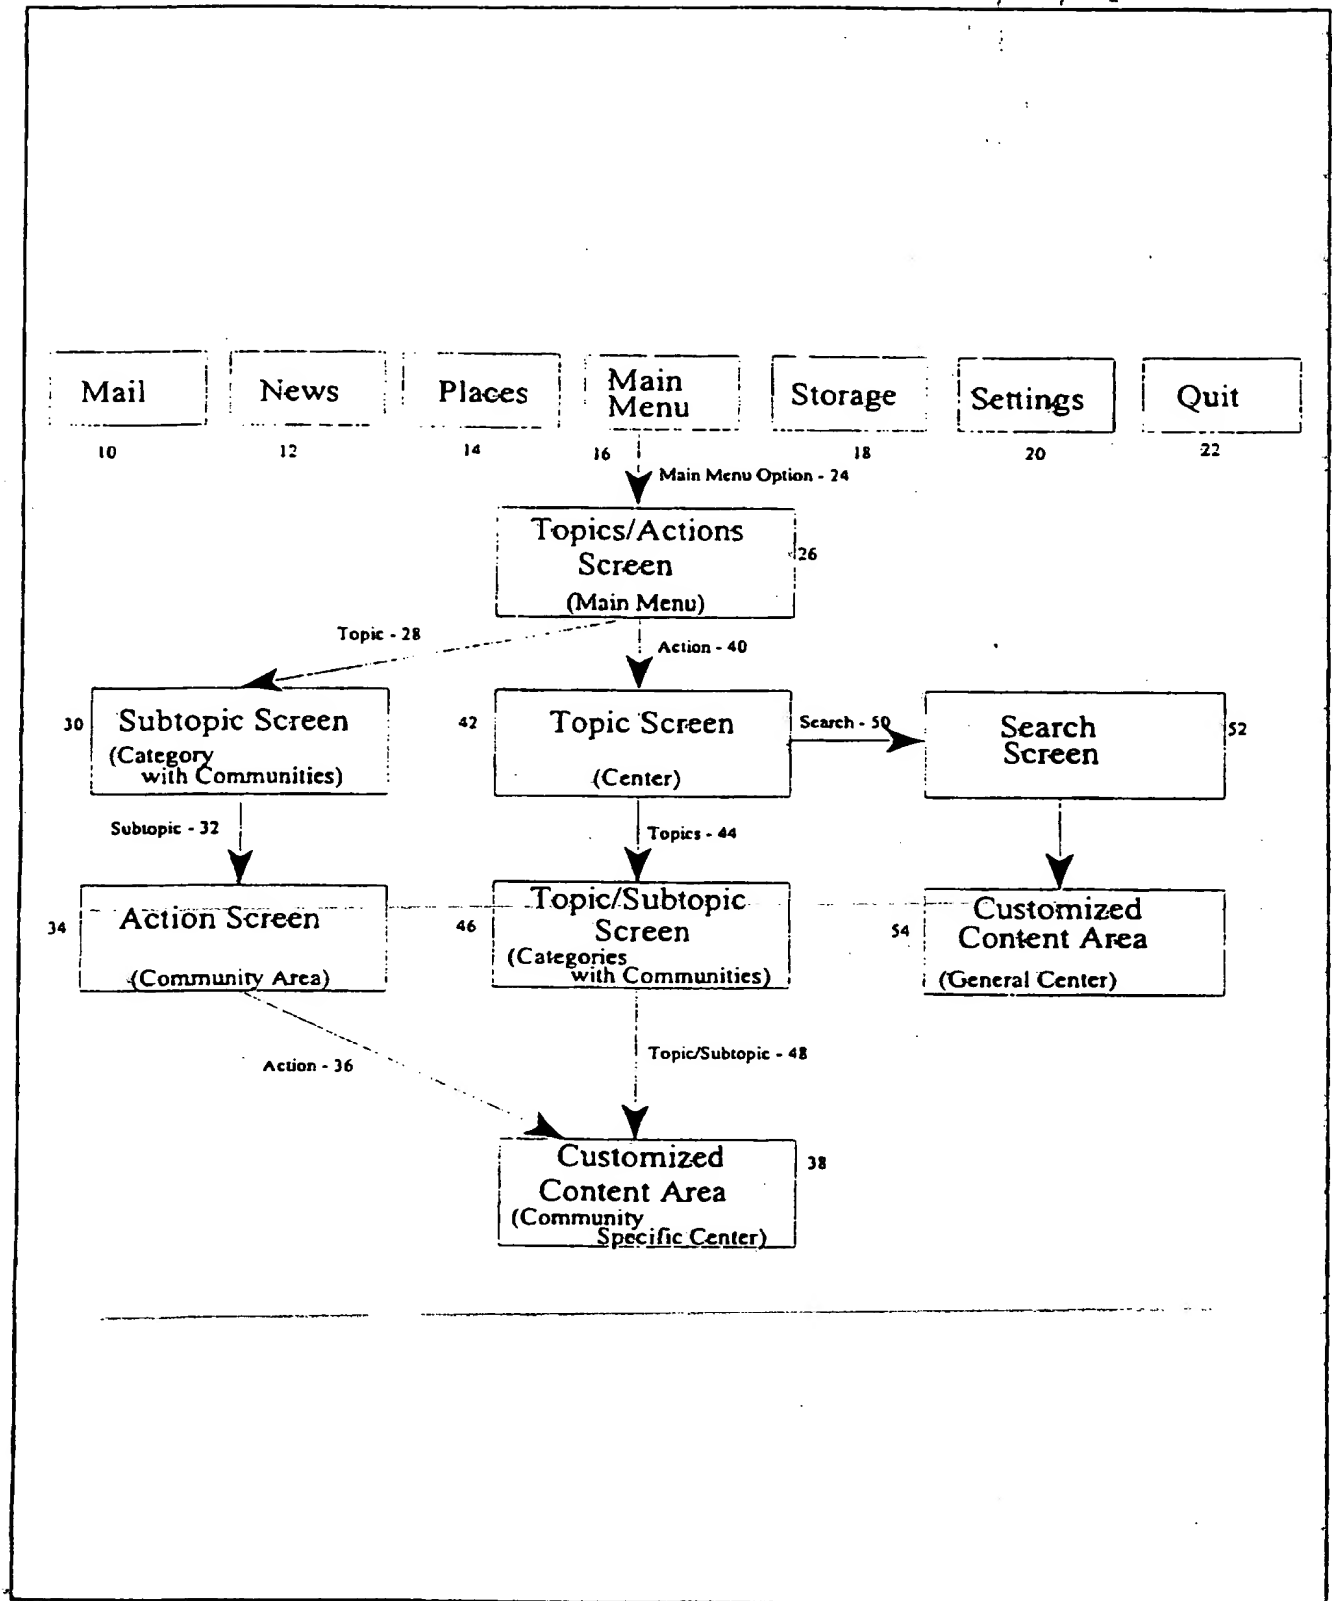 Mail
News
Places
Main
Menu
Storage
Settings
Quit
10
12
14
16
18
20
22
Main Menu Option - 24
Topics/Actions
Screen
(Main Menu)
26
Topic - 28
Action - 40
30
Subtopic Screen
(Category
with Communities)
42
Topic Screen
(Center)
Search - 50
Search
Screen
52
Subtopic - 32
Topics - 44
34
Action Screen
(Community Area)
46
Topic/Subtopic
Screen
(Categories
with Communities)
54
Customized
Content Area
(General Center)
Action - 36
Topic/Subtopic - 48
Customized
Content Area
(Community
Specific Center)
38